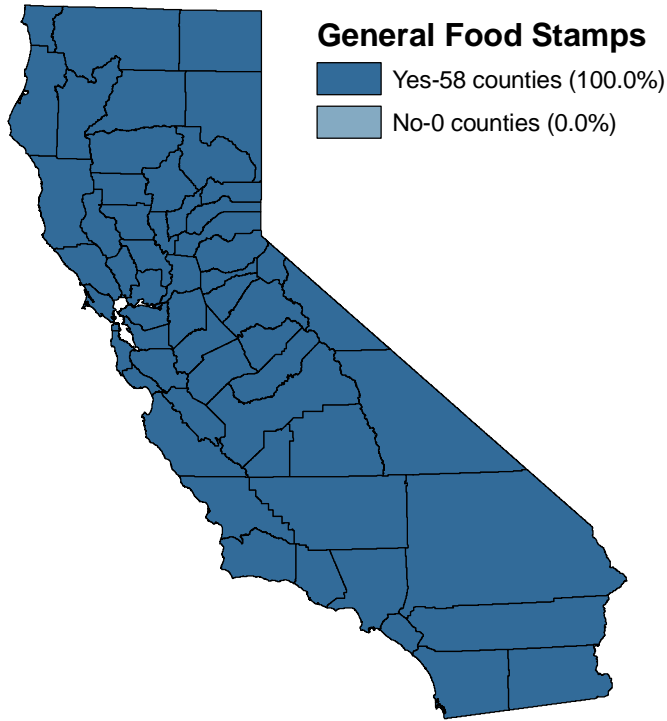 General Food Stamps
Yes-58 counties (100.0%)
No-0 counties (0.0%)